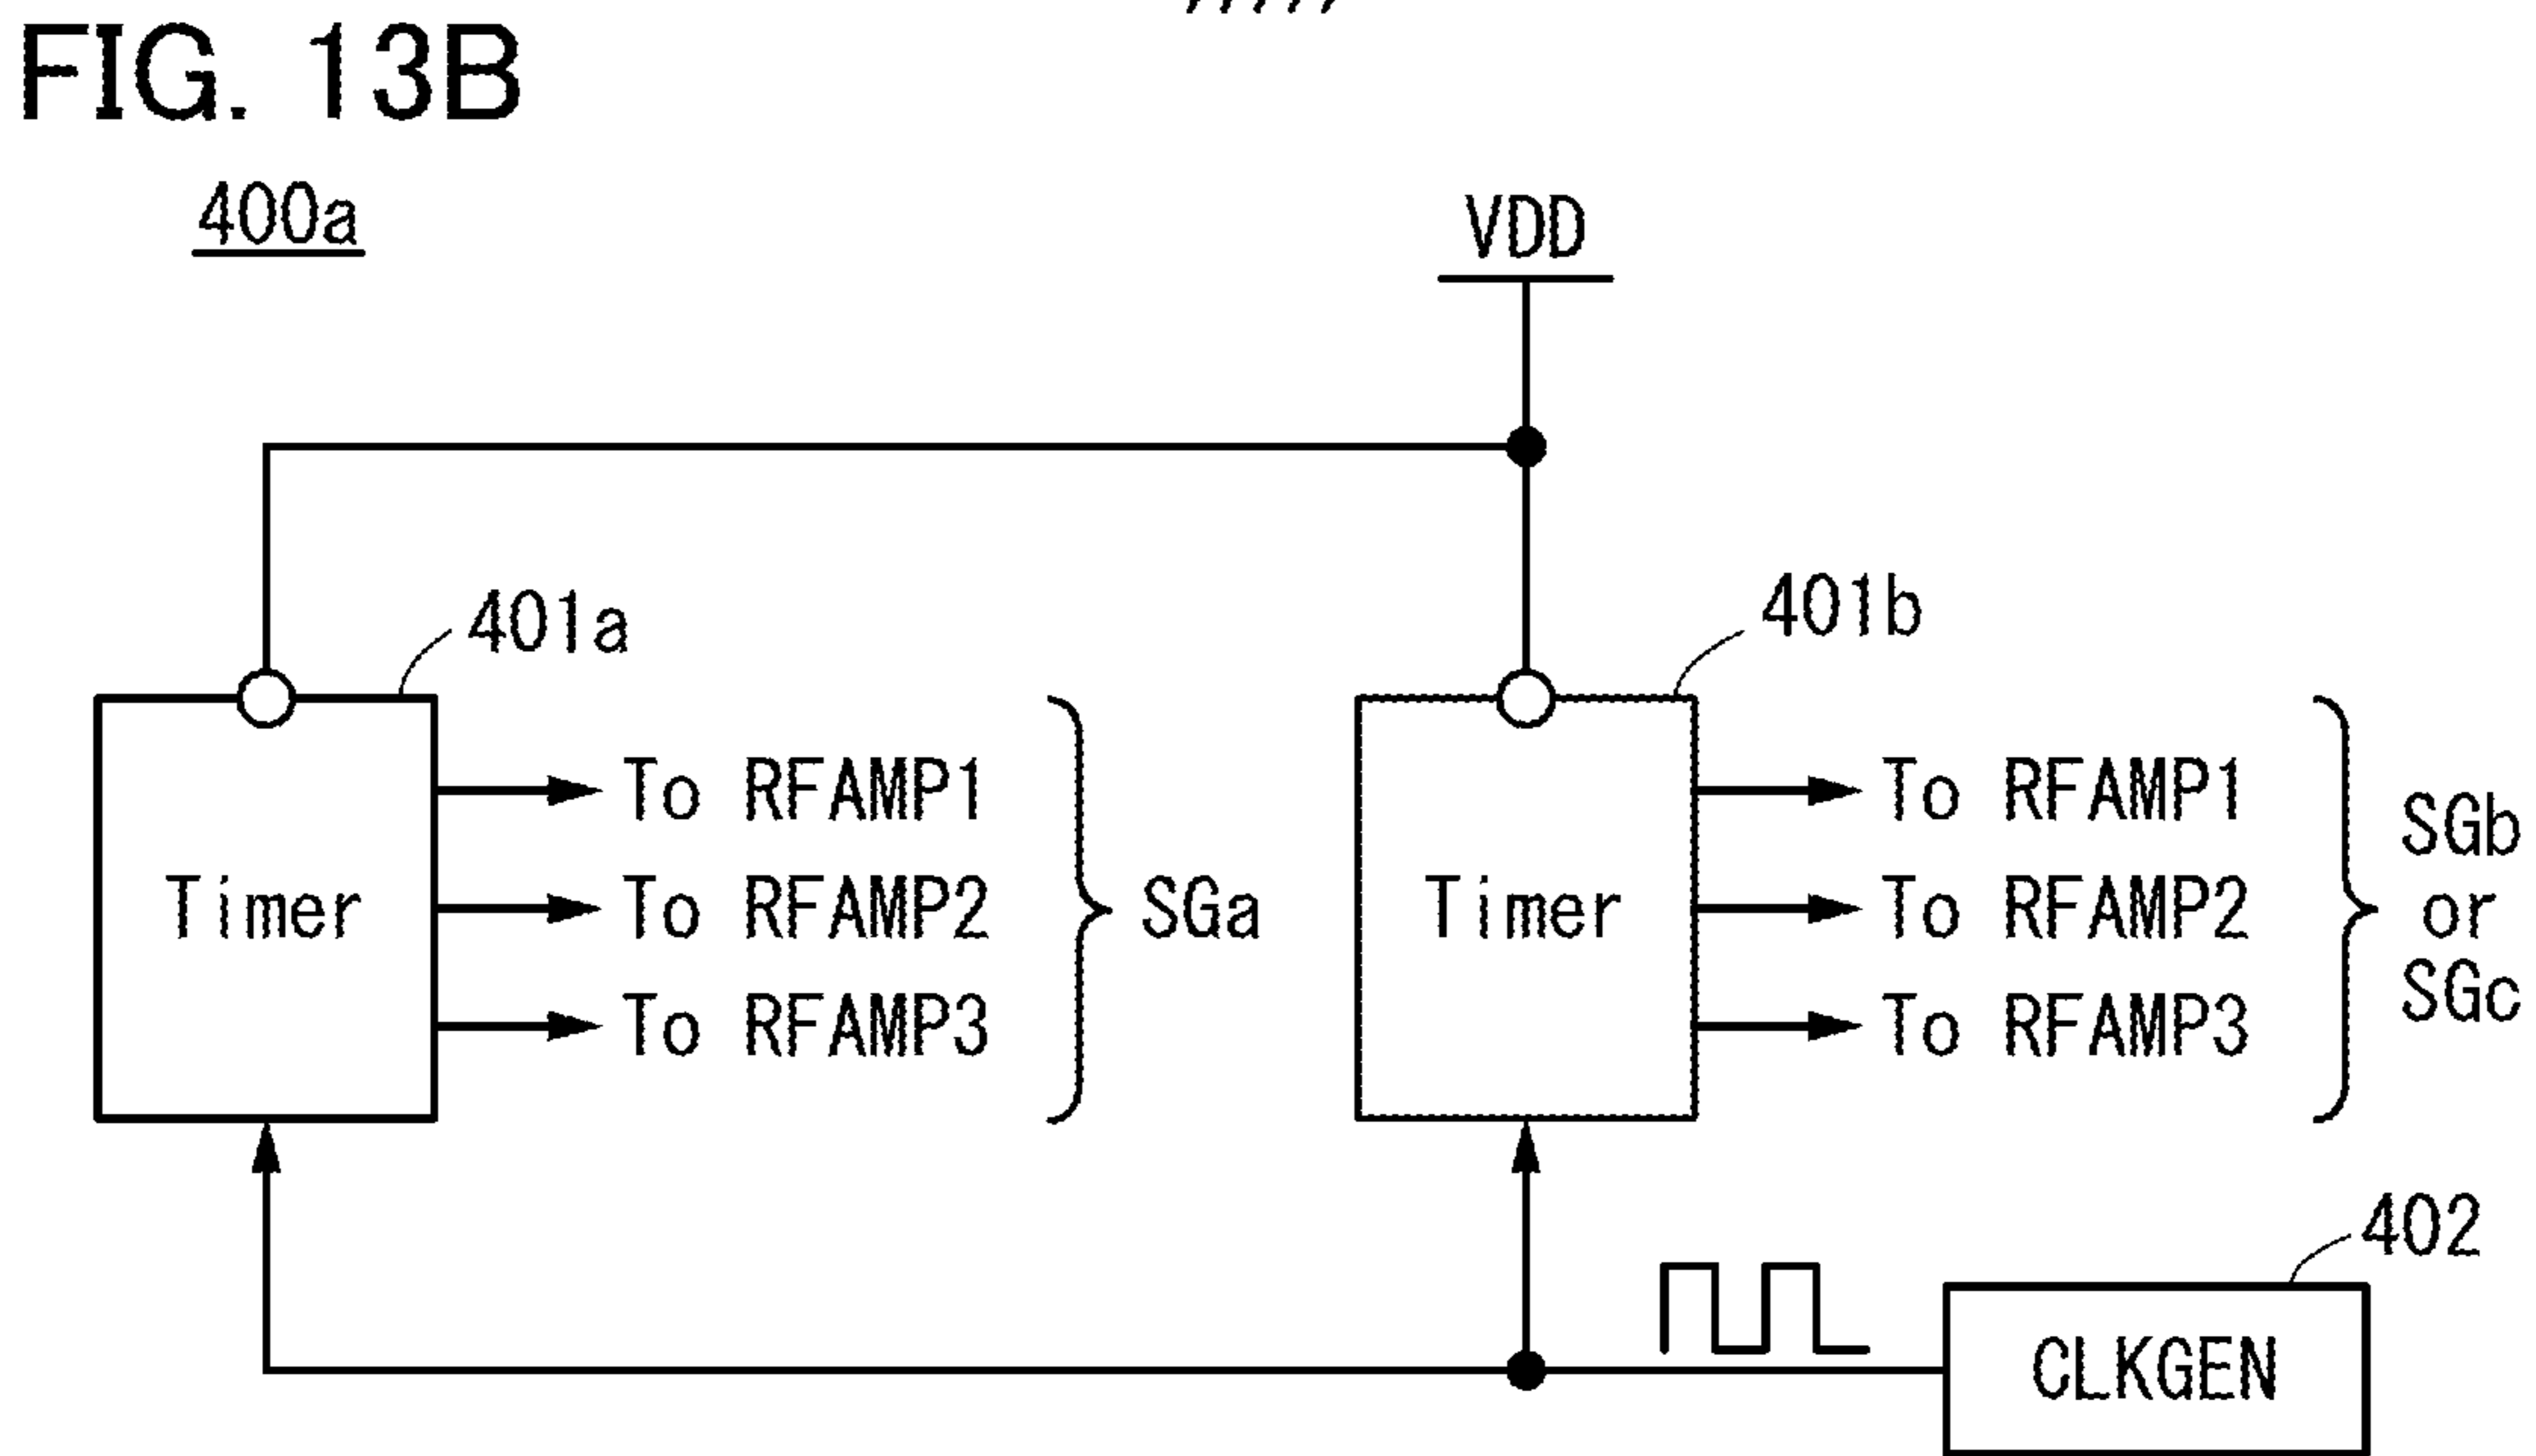 FIG. 13B
400a
VDD
401a
401b
Timer
To RFAMP1
To RFAMP2
To RFAMP3
SGa
Timer
To RFAMP1
To RFAMP2
To RFAMP3
SGb
or
SGc
402
CLKGEN